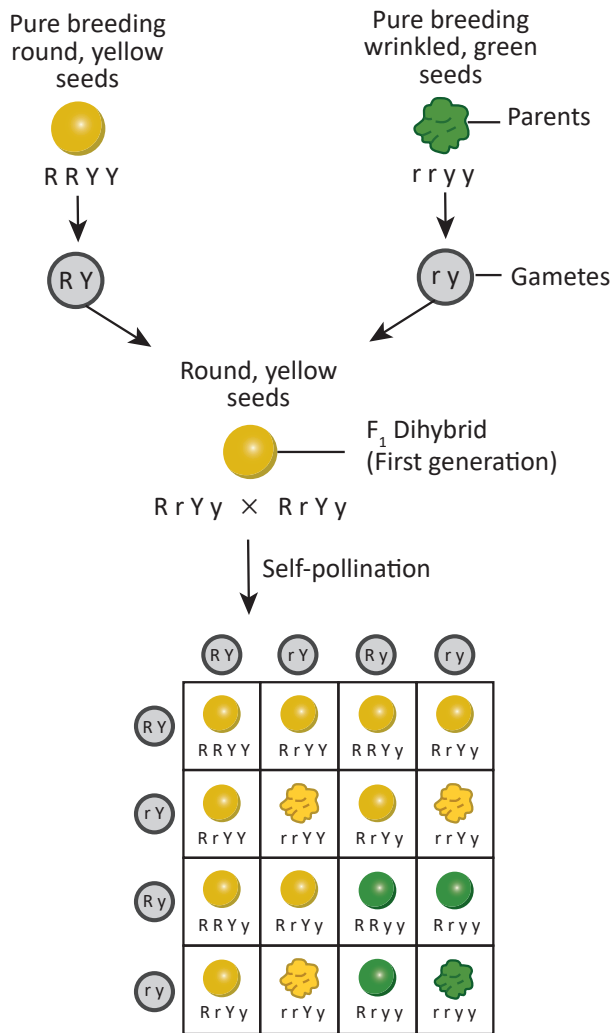 Pure breeding
round, yellow
seeds
Pure breeding
wrinkled, green
seeds
Parents
R R Y Y
r r y y
R Y
r y
Gametes
Round, yellow
seeds
F₁ Dihybrid
(First generation)
R r Y y × R r Y y
Self-pollination
R Y r Y R y r y
R Y
R R Y Y R r Y Y R R Y y R r Y y
r Y
R r Y Y r r Y Y R r Y y r r Y y
R y
R R Y y R r Y y R R y y R r y y
r y
R r Y y r r Y y R r y y r r y y